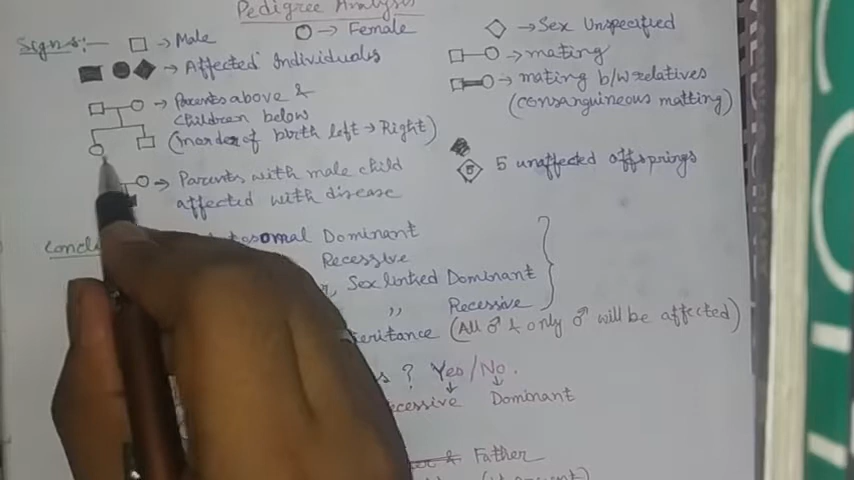 Pedigree Analysis
Signs:— → Male → Female → Sex Unspecified
→ Affected Individuals → mating
→ mating b/w relatives
(consanguineous matting)
→ Parents above &
children below
(in order of birth left → Right)
5 5 unaffected offsprings
→ Parents with male child
affected with disease
Dominant
Recessive
Sex linked Dominant
,, Recessive
(All ♂ & only ♂ will be affected)
? Yes/No.
Dominant
Father